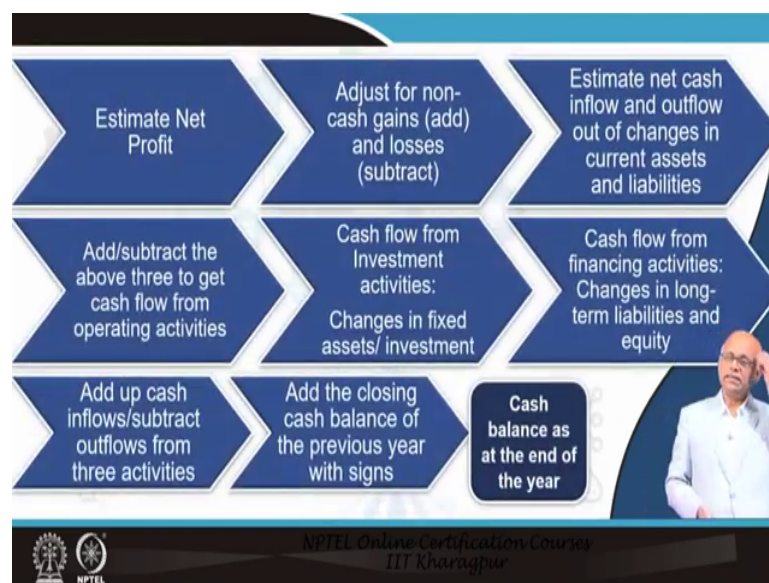 Estimate Net
Profit
Adjust for non-
cash gains (add)
and losses
(subtract)
Estimate net cash
inflow and outflow
out of changes in
current assets
and liabilities
Add/subtract the
above three to get
cash flow from
operating activities
Cash flow from
Investment
activities:
Changes in fixed
assets/ investment
Cash flow from
financing activities:
Changes in long-
term liabilities and
equity
Add up cash
inflows/subtract
outflows from
three activities
Add the closing
cash balance of
the previous year
with signs
Cash
balance as
at the end of
the year
NPTEL Online Certification Courses
IIT Kharagpur
NPTEL